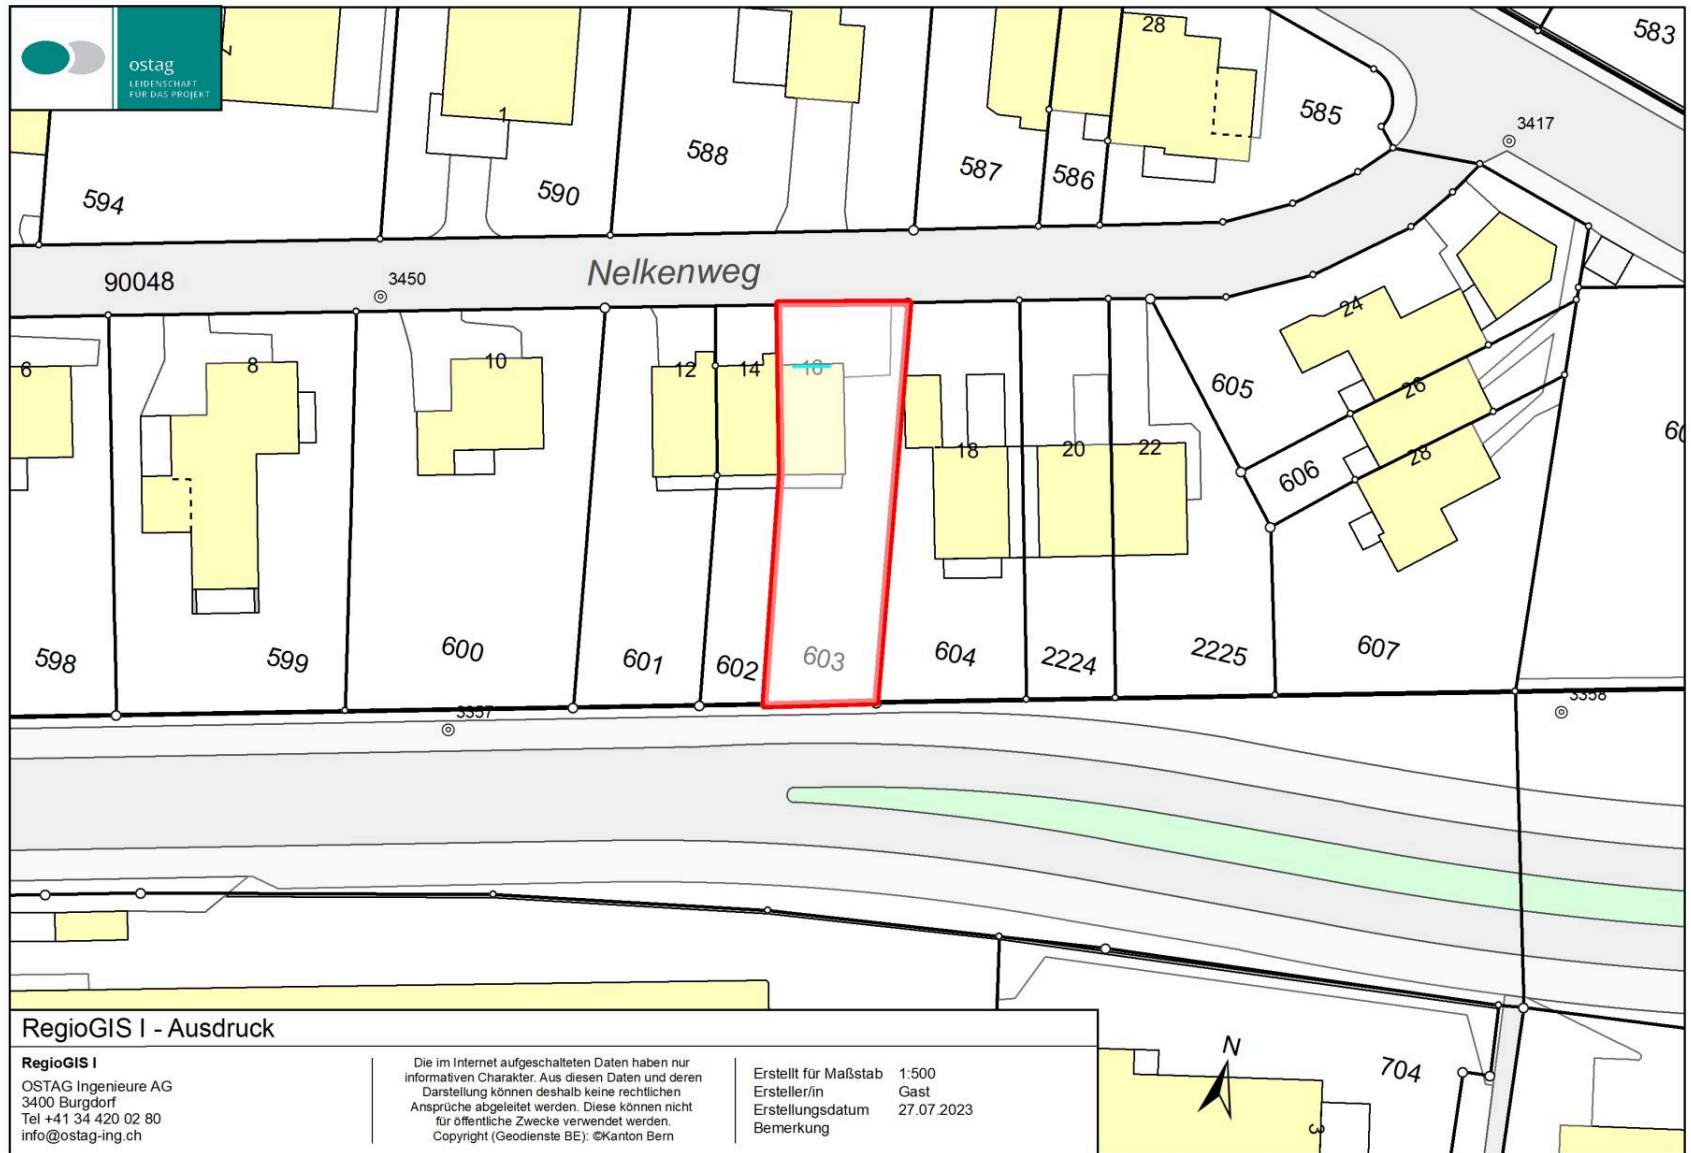 ostag
LEIDENSCHAFT
FÜR DAS PROJEKT
7
1
28
583
585
3417
588
587
586
594
590
90048
3450
Nelkenweg
24
6
8
10
12
14
16
605
26
18
20
22
28
606
598
599
600
601
602
603
604
2224
2225
607
3357
3358
RegioGIS I - Ausdruck
RegioGIS I
OSTAG Ingenieure AG
3400 Burgdorf
Tel +41 34 420 02 80
info@ostag-ing.ch
Die im Internet aufgeschalteten Daten haben nur
informativen Charakter. Aus diesen Daten und deren
Darstellung können deshalb keine rechtlichen
Ansprüche abgeleitet werden. Diese können nicht
für öffentliche Zwecke verwendet werden.
Copyright (Geodienste BE): ©Kanton Bern
Erstellt für Maßstab 1:500
Ersteller/in Gast
Erstellungsdatum 27.07.2023
Bemerkung
N
704
3